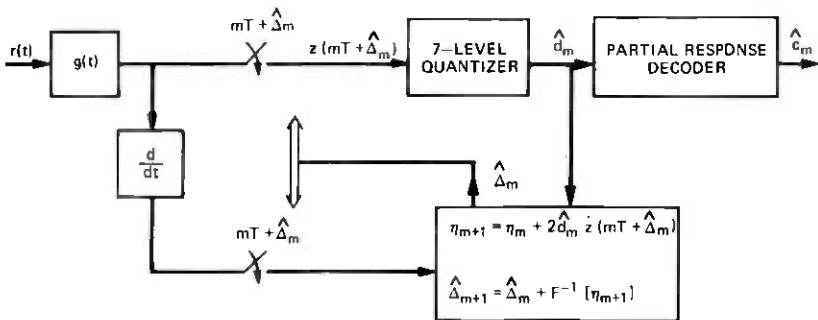 r(t)
g(t)
mT + Δ̂m
z (mT + Δ̂m)
7–LEVEL
QUANTIZER
d̂m
PARTIAL RESPONSE
DECODER
ĉm
d
dt
Δ̂m
mT + Δ̂m
ηm+1 = ηm + 2d̂m ż (mT + Δ̂m)
Δ̂m+1 = Δ̂m + F⁻¹ [ηm+1]